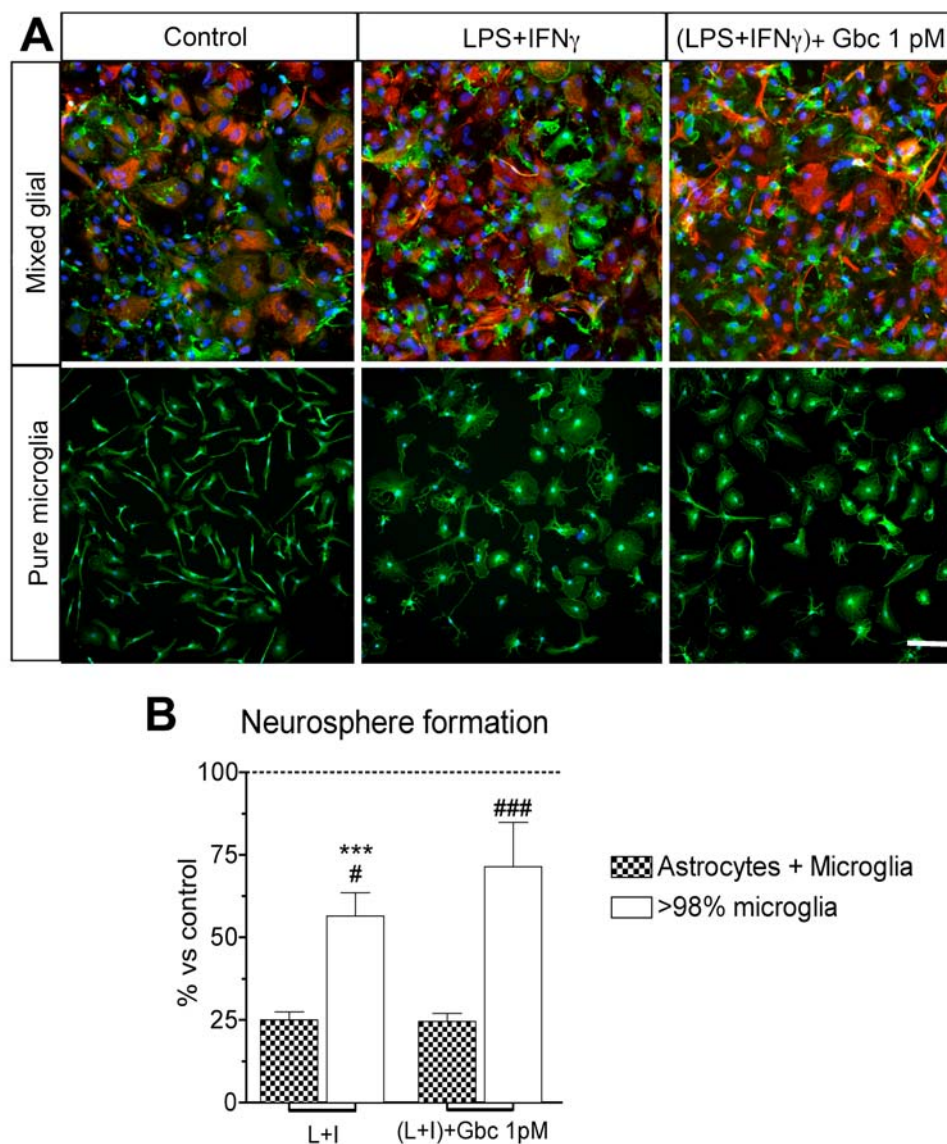 A
Control
LPS+IFNγ
(LPS+IFNγ)+ Gbc 1 pM
Mixed glial
Pure microglia
B
Neurosphere formation
% vs control
100
75
50
25
0
***
#
###
L+I
(L+I)+Gbc 1pM
Astrocytes + Microglia
>98% microglia